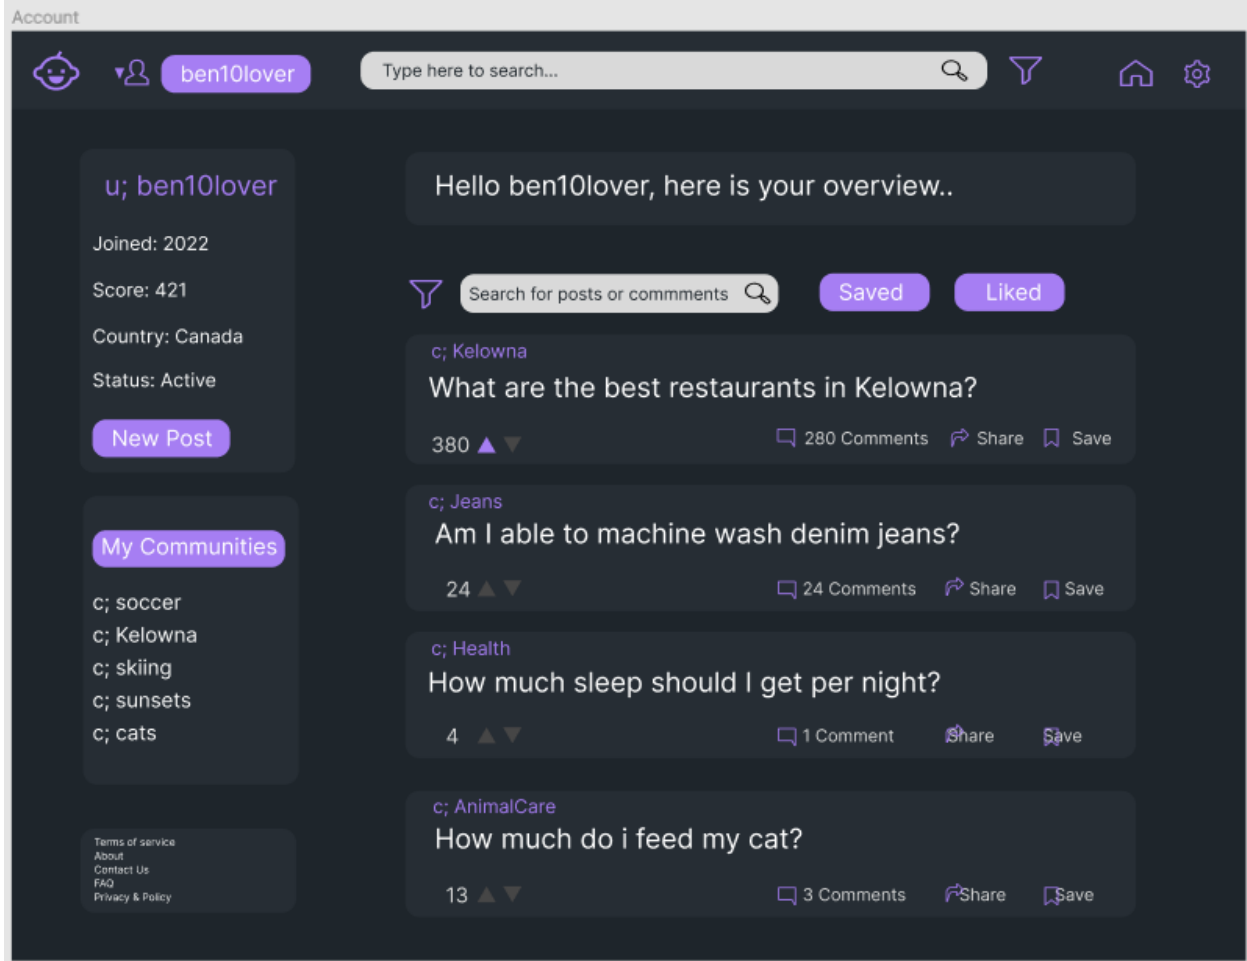 Account
ben10lover
Type here to search...
u; ben10lover
Joined: 2022
Score: 421
Country: Canada
Status: Active
New Post
My Communities
c; soccer
c; Kelowna
c; skiing
c; sunsets
c; cats
Terms of service
About
Contact Us
FAQ
Privacy & Policy
Hello ben10lover, here is your overview..
Search for posts or commments
Saved
Liked
c; Kelowna
What are the best restaurants in Kelowna?
380
280 Comments Share Save
c; Jeans
Am I able to machine wash denim jeans?
24
24 Comments Share Save
c; Health
How much sleep should I get per night?
4
1 Comment Share Save
c; AnimalCare
How much do i feed my cat?
13
3 Comments Share Save